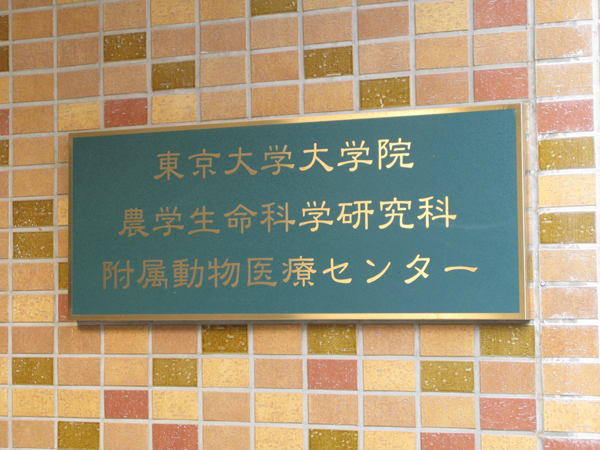 東京大学大学院
農学生命科学研究科
附属動物医療センター